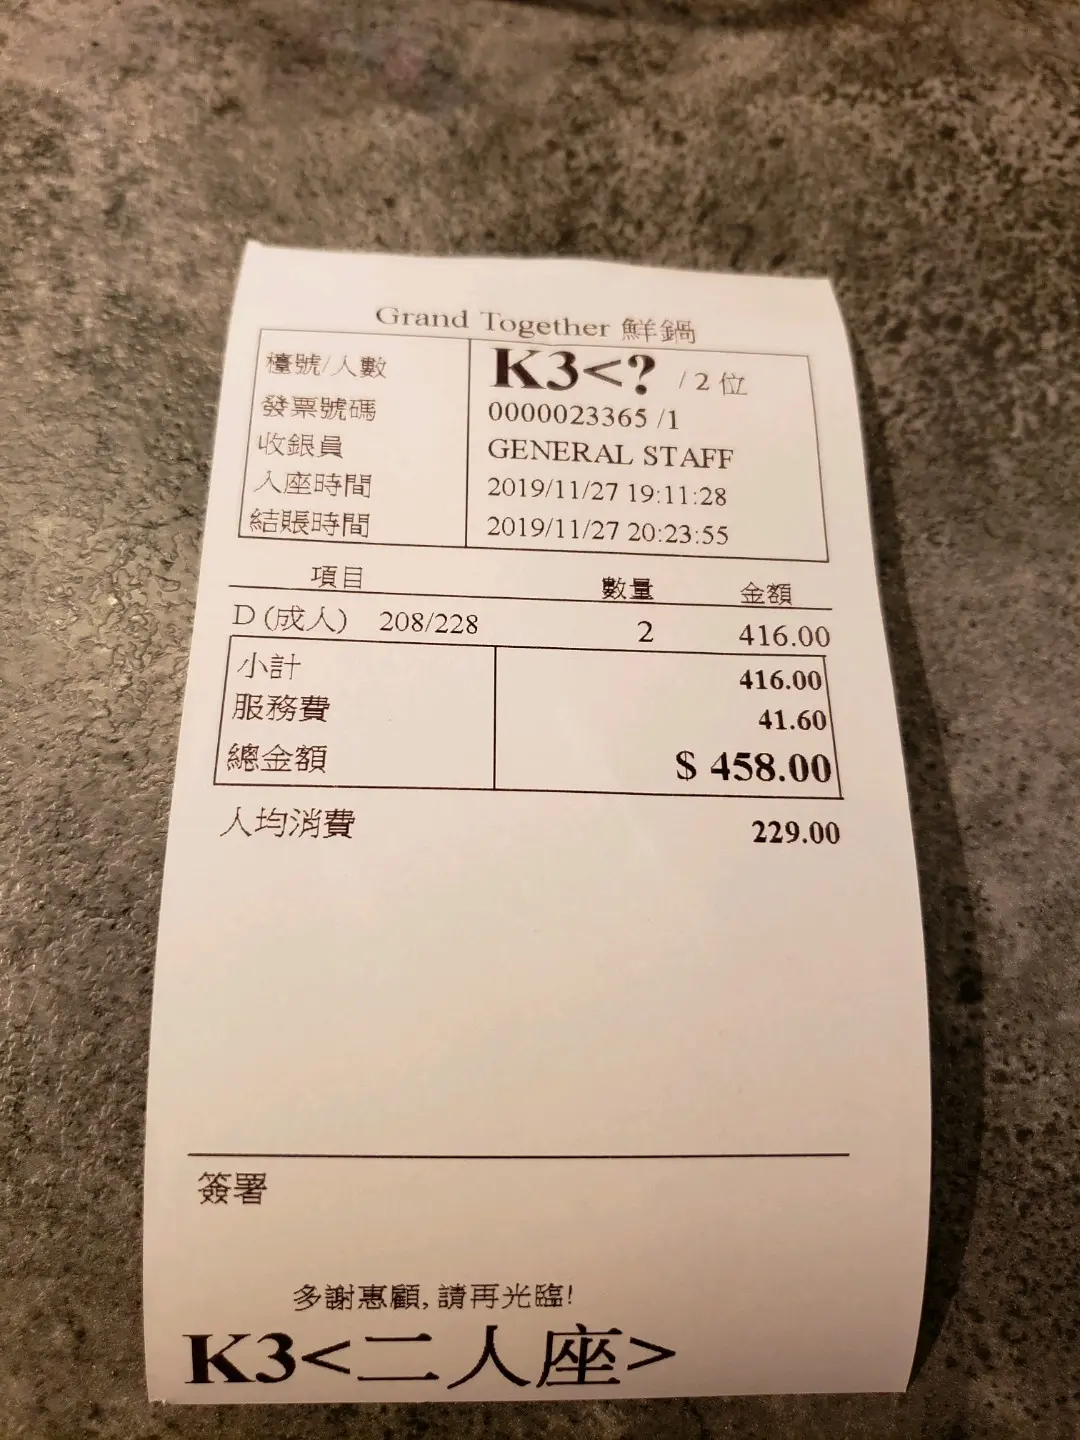 Grand Together 鮮鍋
檯號/人數 K3<? / 2 位
發票號碼 0000023365 /1
收銀員 GENERAL STAFF
入座時間 2019/11/27 19:11:28
結賬時間 2019/11/27 20:23:55
項目 數量 金額
D (成人) 208/228 2 416.00
小計 416.00
服務費 41.60
總金額 $ 458.00
人均消費 229.00
簽署
多謝惠顧, 請再光臨!
K3<二人座>